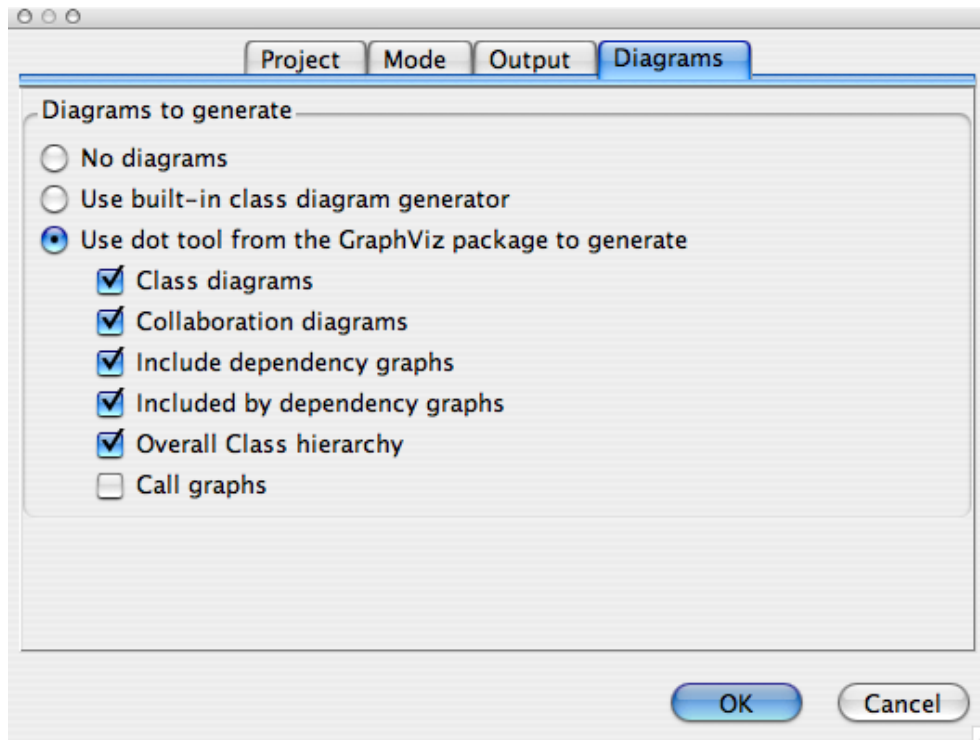 Project Mode Output Diagrams
Diagrams to generate
No diagrams
Use built-in class diagram generator
Use dot tool from the GraphViz package to generate
Class diagrams
Collaboration diagrams
Include dependency graphs
Included by dependency graphs
Overall Class hierarchy
Call graphs
OK Cancel